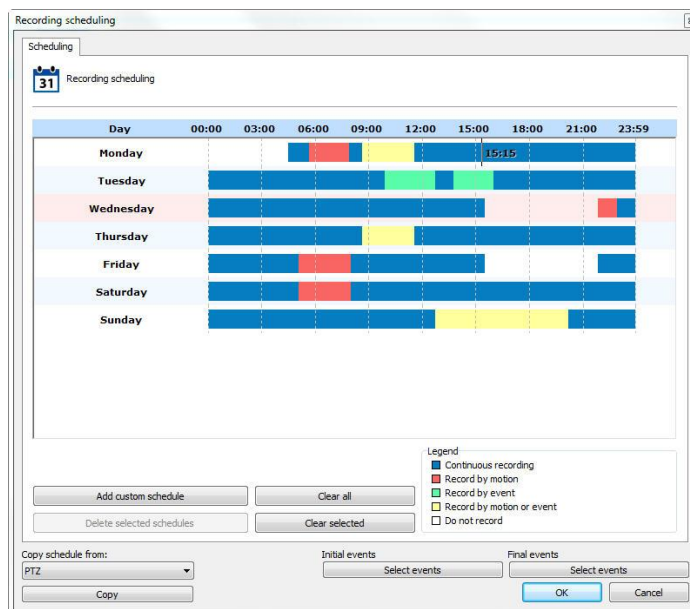 Recording scheduling
Scheduling
31 Recording scheduling
Day 00:00 03:00 06:00 09:00 12:00 15:00 18:00 21:00 23:59
Monday 15:15
Tuesday
Wednesday
Thursday
Friday
Saturday
Sunday
Legend
Continuous recording
Record by motion
Record by event
Record by motion or event
Do not record
Add custom schedule Clear all
Delete selected schedules Clear selected
Copy schedule from: Initial events Final events
PTZ Select events Select events
Copy OK Cancel